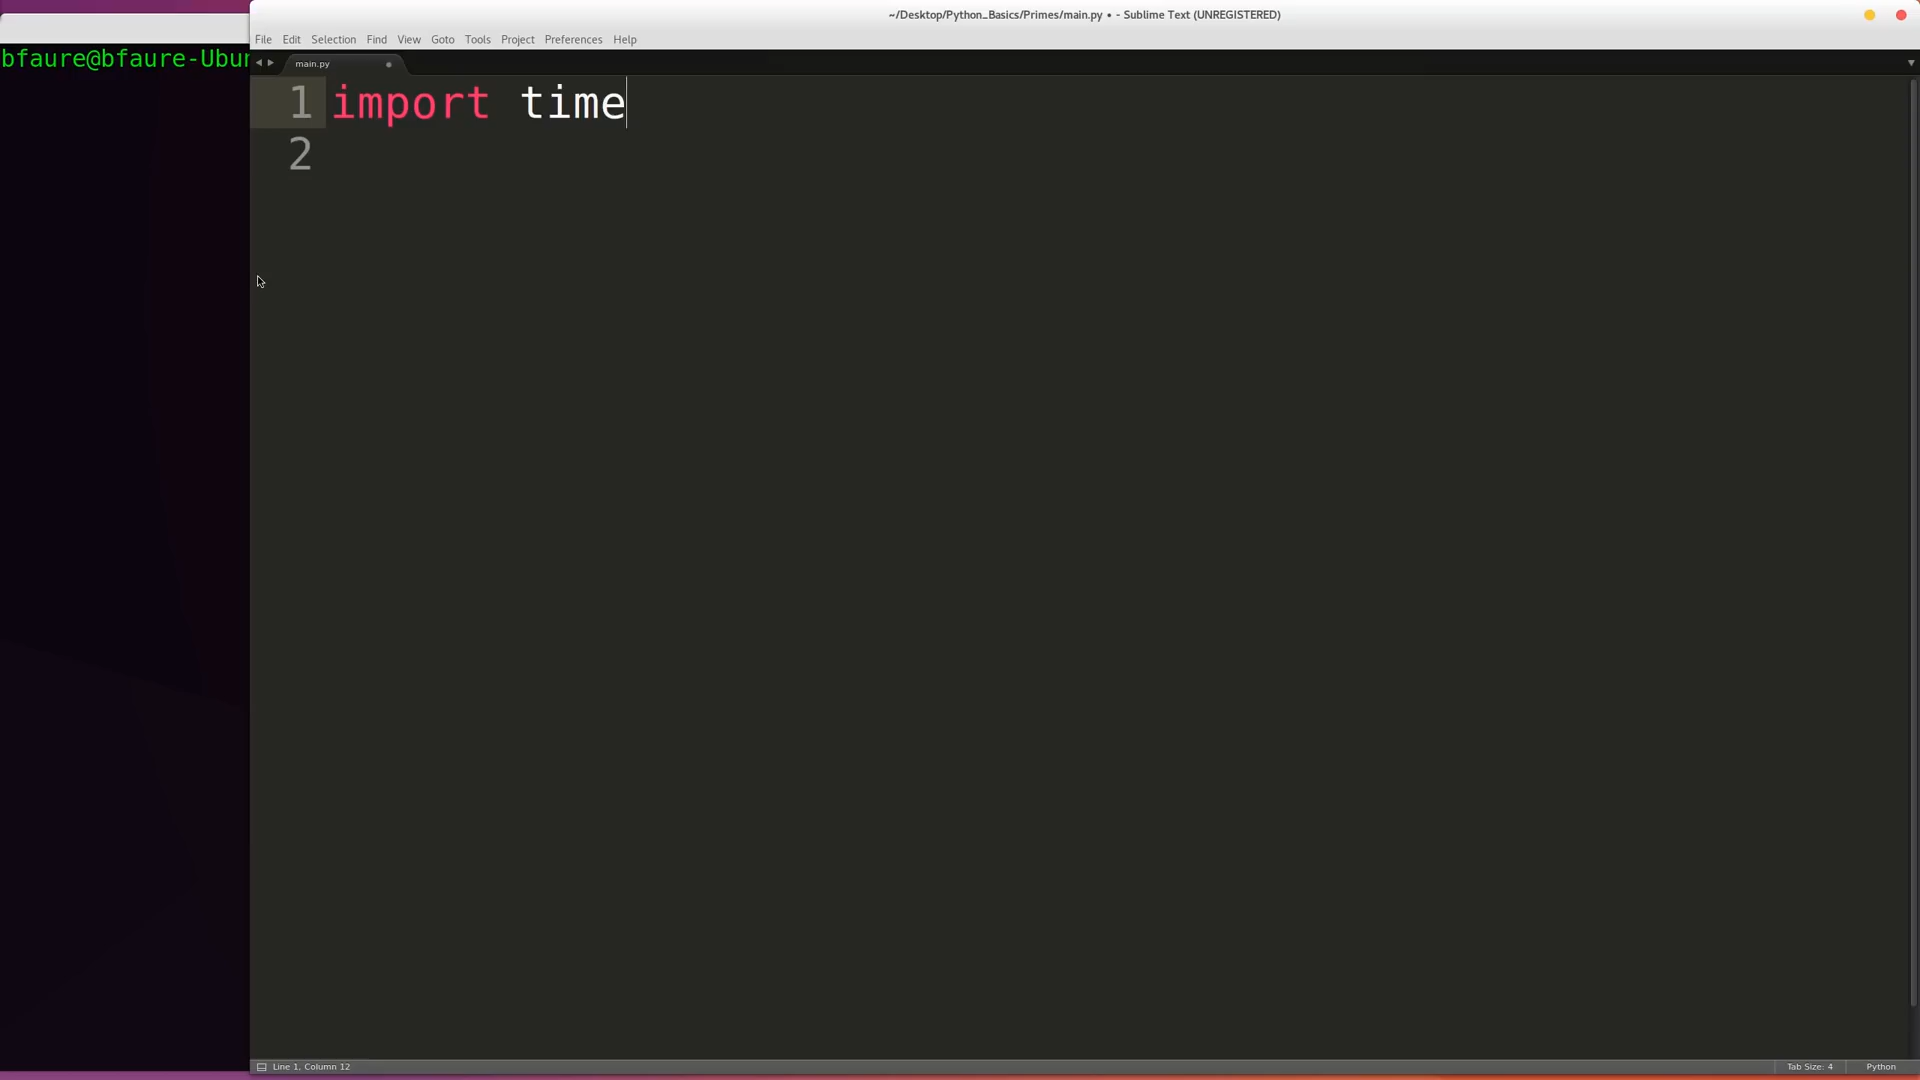 ~/Desktop/Python_Basics/Primes/main.py • - Sublime Text (UNREGISTERED)
File Edit Selection Find View Goto Tools Project Preferences Help
bfaure@bfaure-Ubun
main.py
1 import time
2
Line 1, Column 12
Tab Size: 4
Python